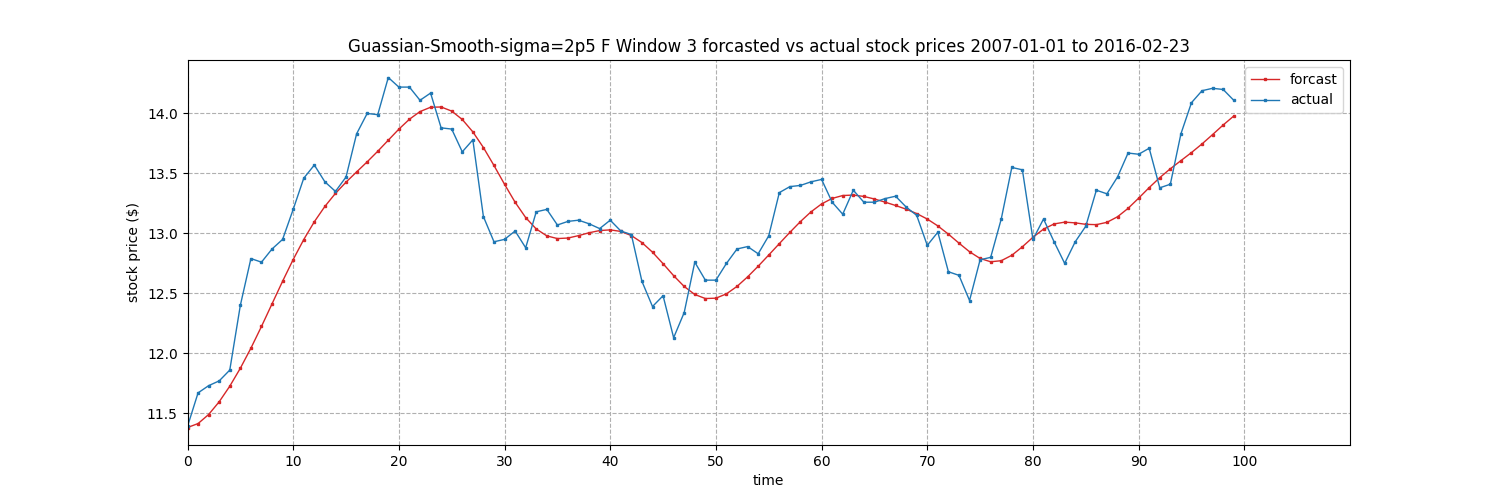 Guassian-Smooth-sigma=2p5 F Window 3 forcasted vs actual stock prices 2007-01-01 to 2016-02-23
forcast
actual
stock price ($)
14.0
13.5
13.0
12.5
12.0
11.5
0 10 20 30 40 50 60 70 80 90 100
time